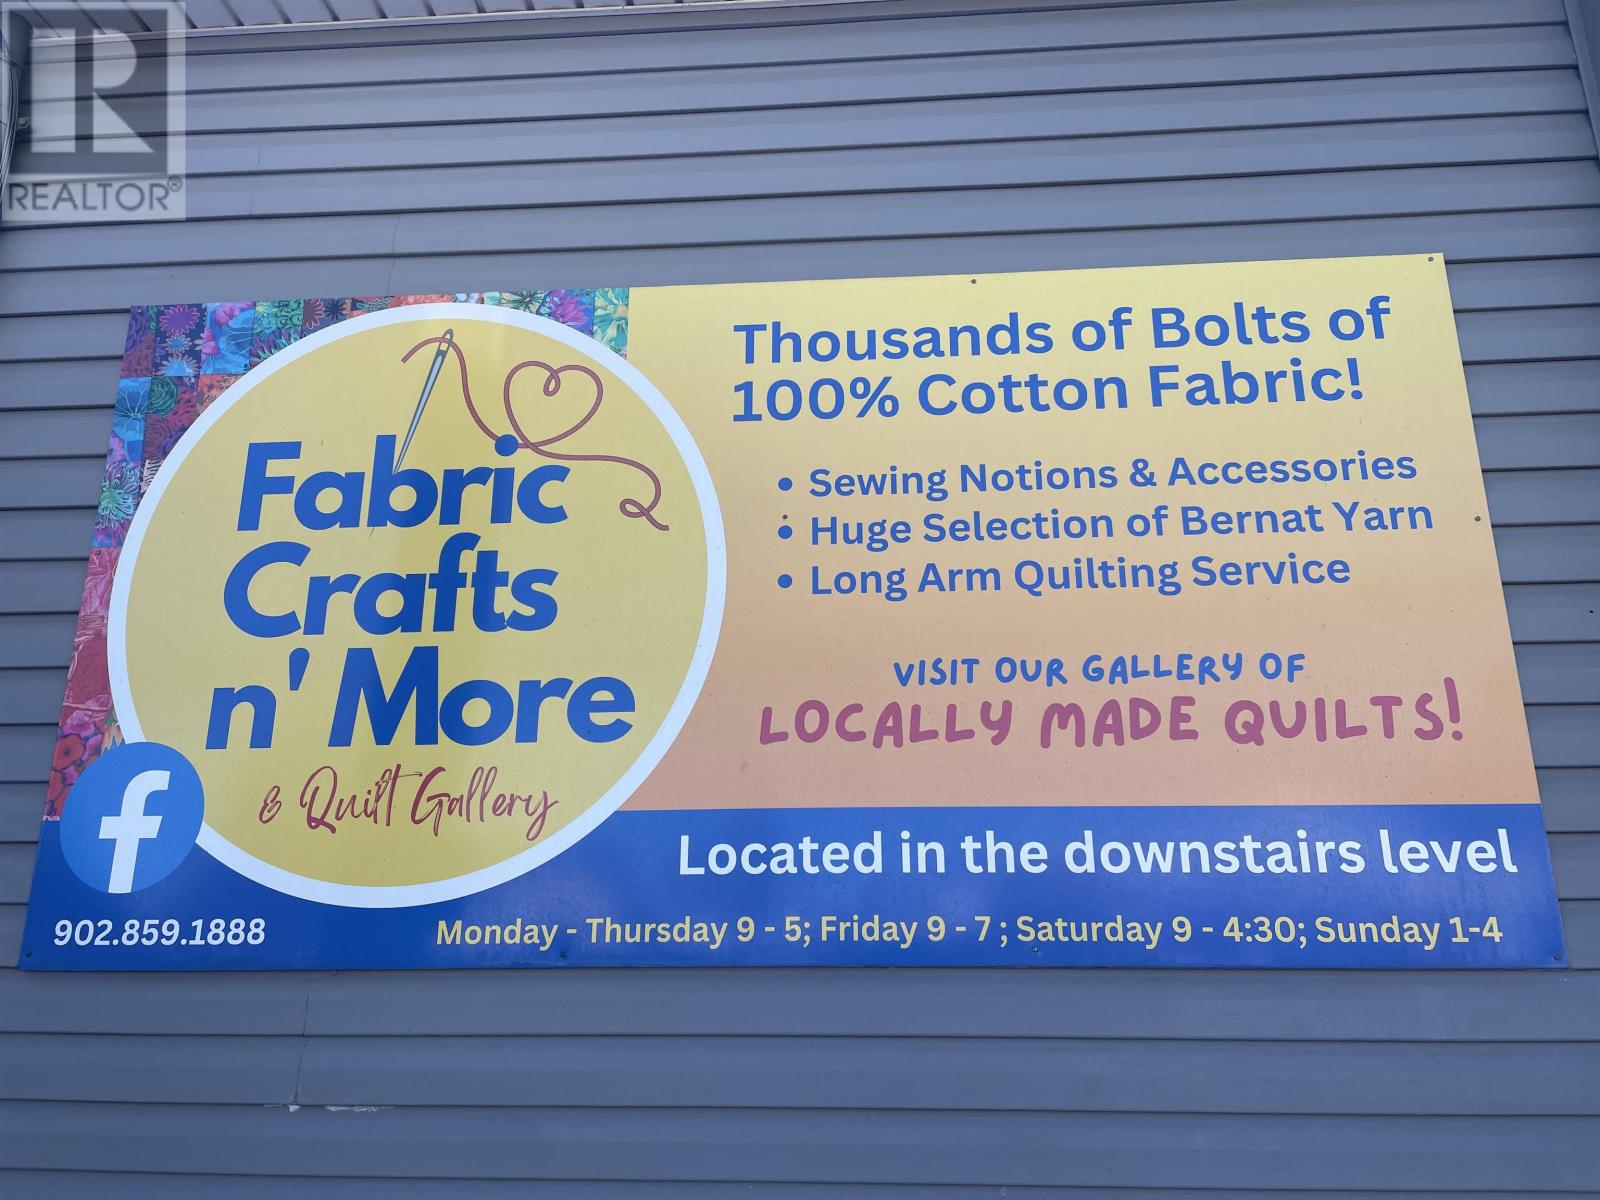 REALTOR®
Fabric
Crafts
n' More
& Quilt Gallery
Thousands of Bolts of
100% Cotton Fabric!
• Sewing Notions & Accessories
• Huge Selection of Bernat Yarn
• Long Arm Quilting Service
VISIT OUR GALLERY OF
LOCALLY MADE QUILTS!
Located in the downstairs level
902.859.1888
Monday - Thursday 9 - 5; Friday 9 - 7 ; Saturday 9 - 4:30; Sunday 1-4